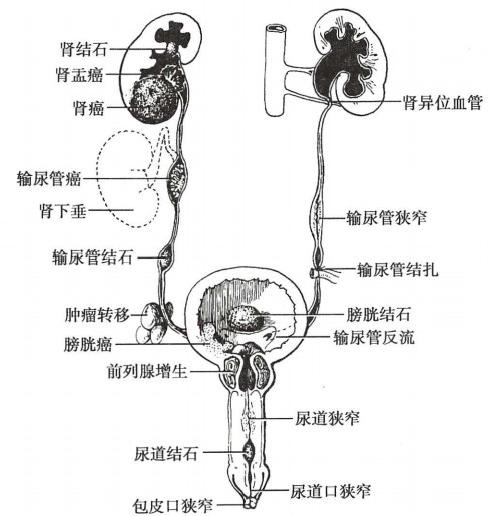 肾结石
肾盂癌
肾癌
肾异位血管
输尿管癌
肾下垂
输尿管狭窄
输尿管结石
输尿管结扎
肿瘤转移
膀胱结石
膀胱癌
输尿管反流
前列腺增生
尿道狭窄
尿道结石
尿道口狭窄
包皮口狭窄